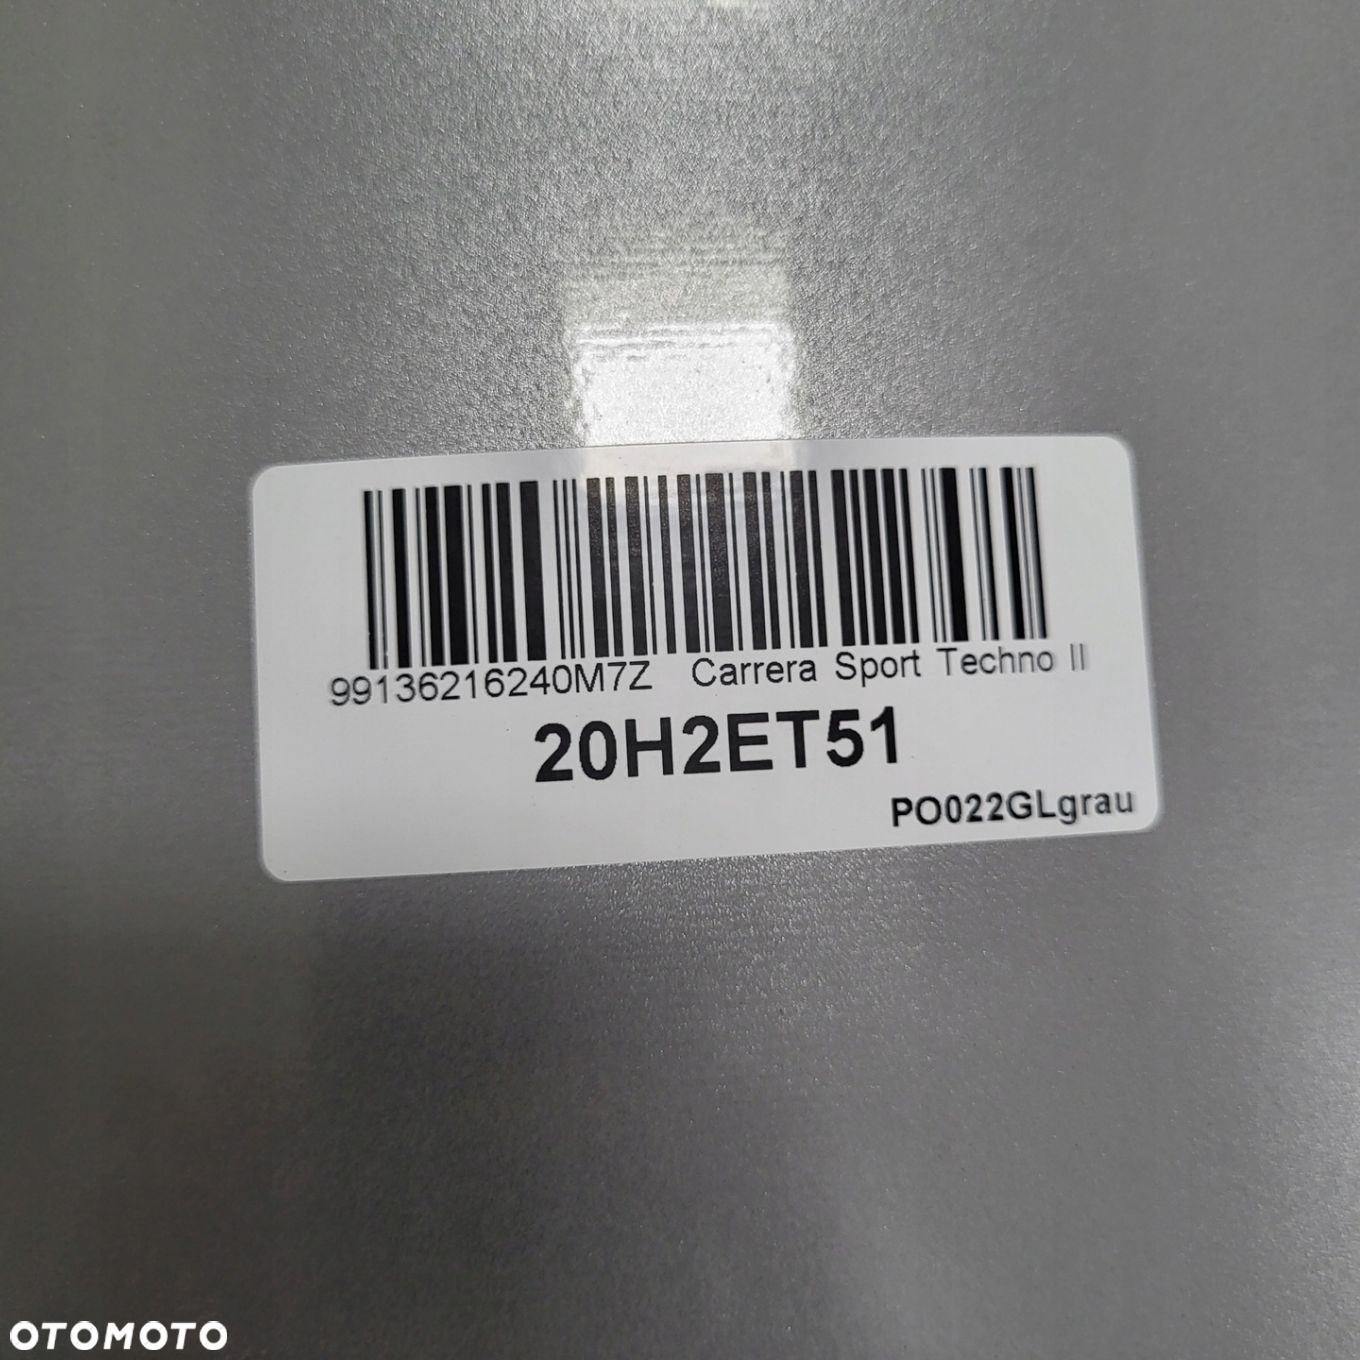 99136216240M7Z Carrera Sport Techno II
20H2ET51
PO022GLgrau
OTOMOTO